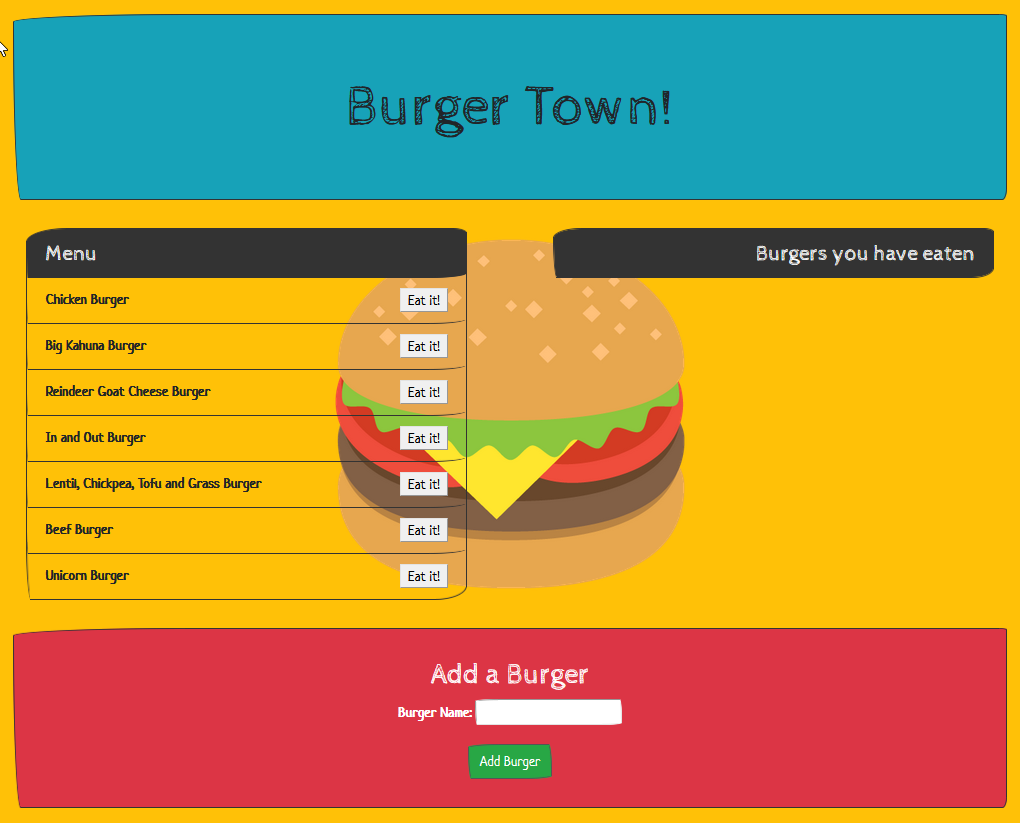 Burger Town!
Menu
Burgers you have eaten
Chicken Burger
Eat it!
Big Kahuna Burger
Eat it!
Reindeer Goat Cheese Burger
Eat it!
In and Out Burger
Eat it!
Lentil, Chickpea, Tofu and Grass Burger
Eat it!
Beef Burger
Eat it!
Unicorn Burger
Eat it!
Add a Burger
Burger Name:
Add Burger